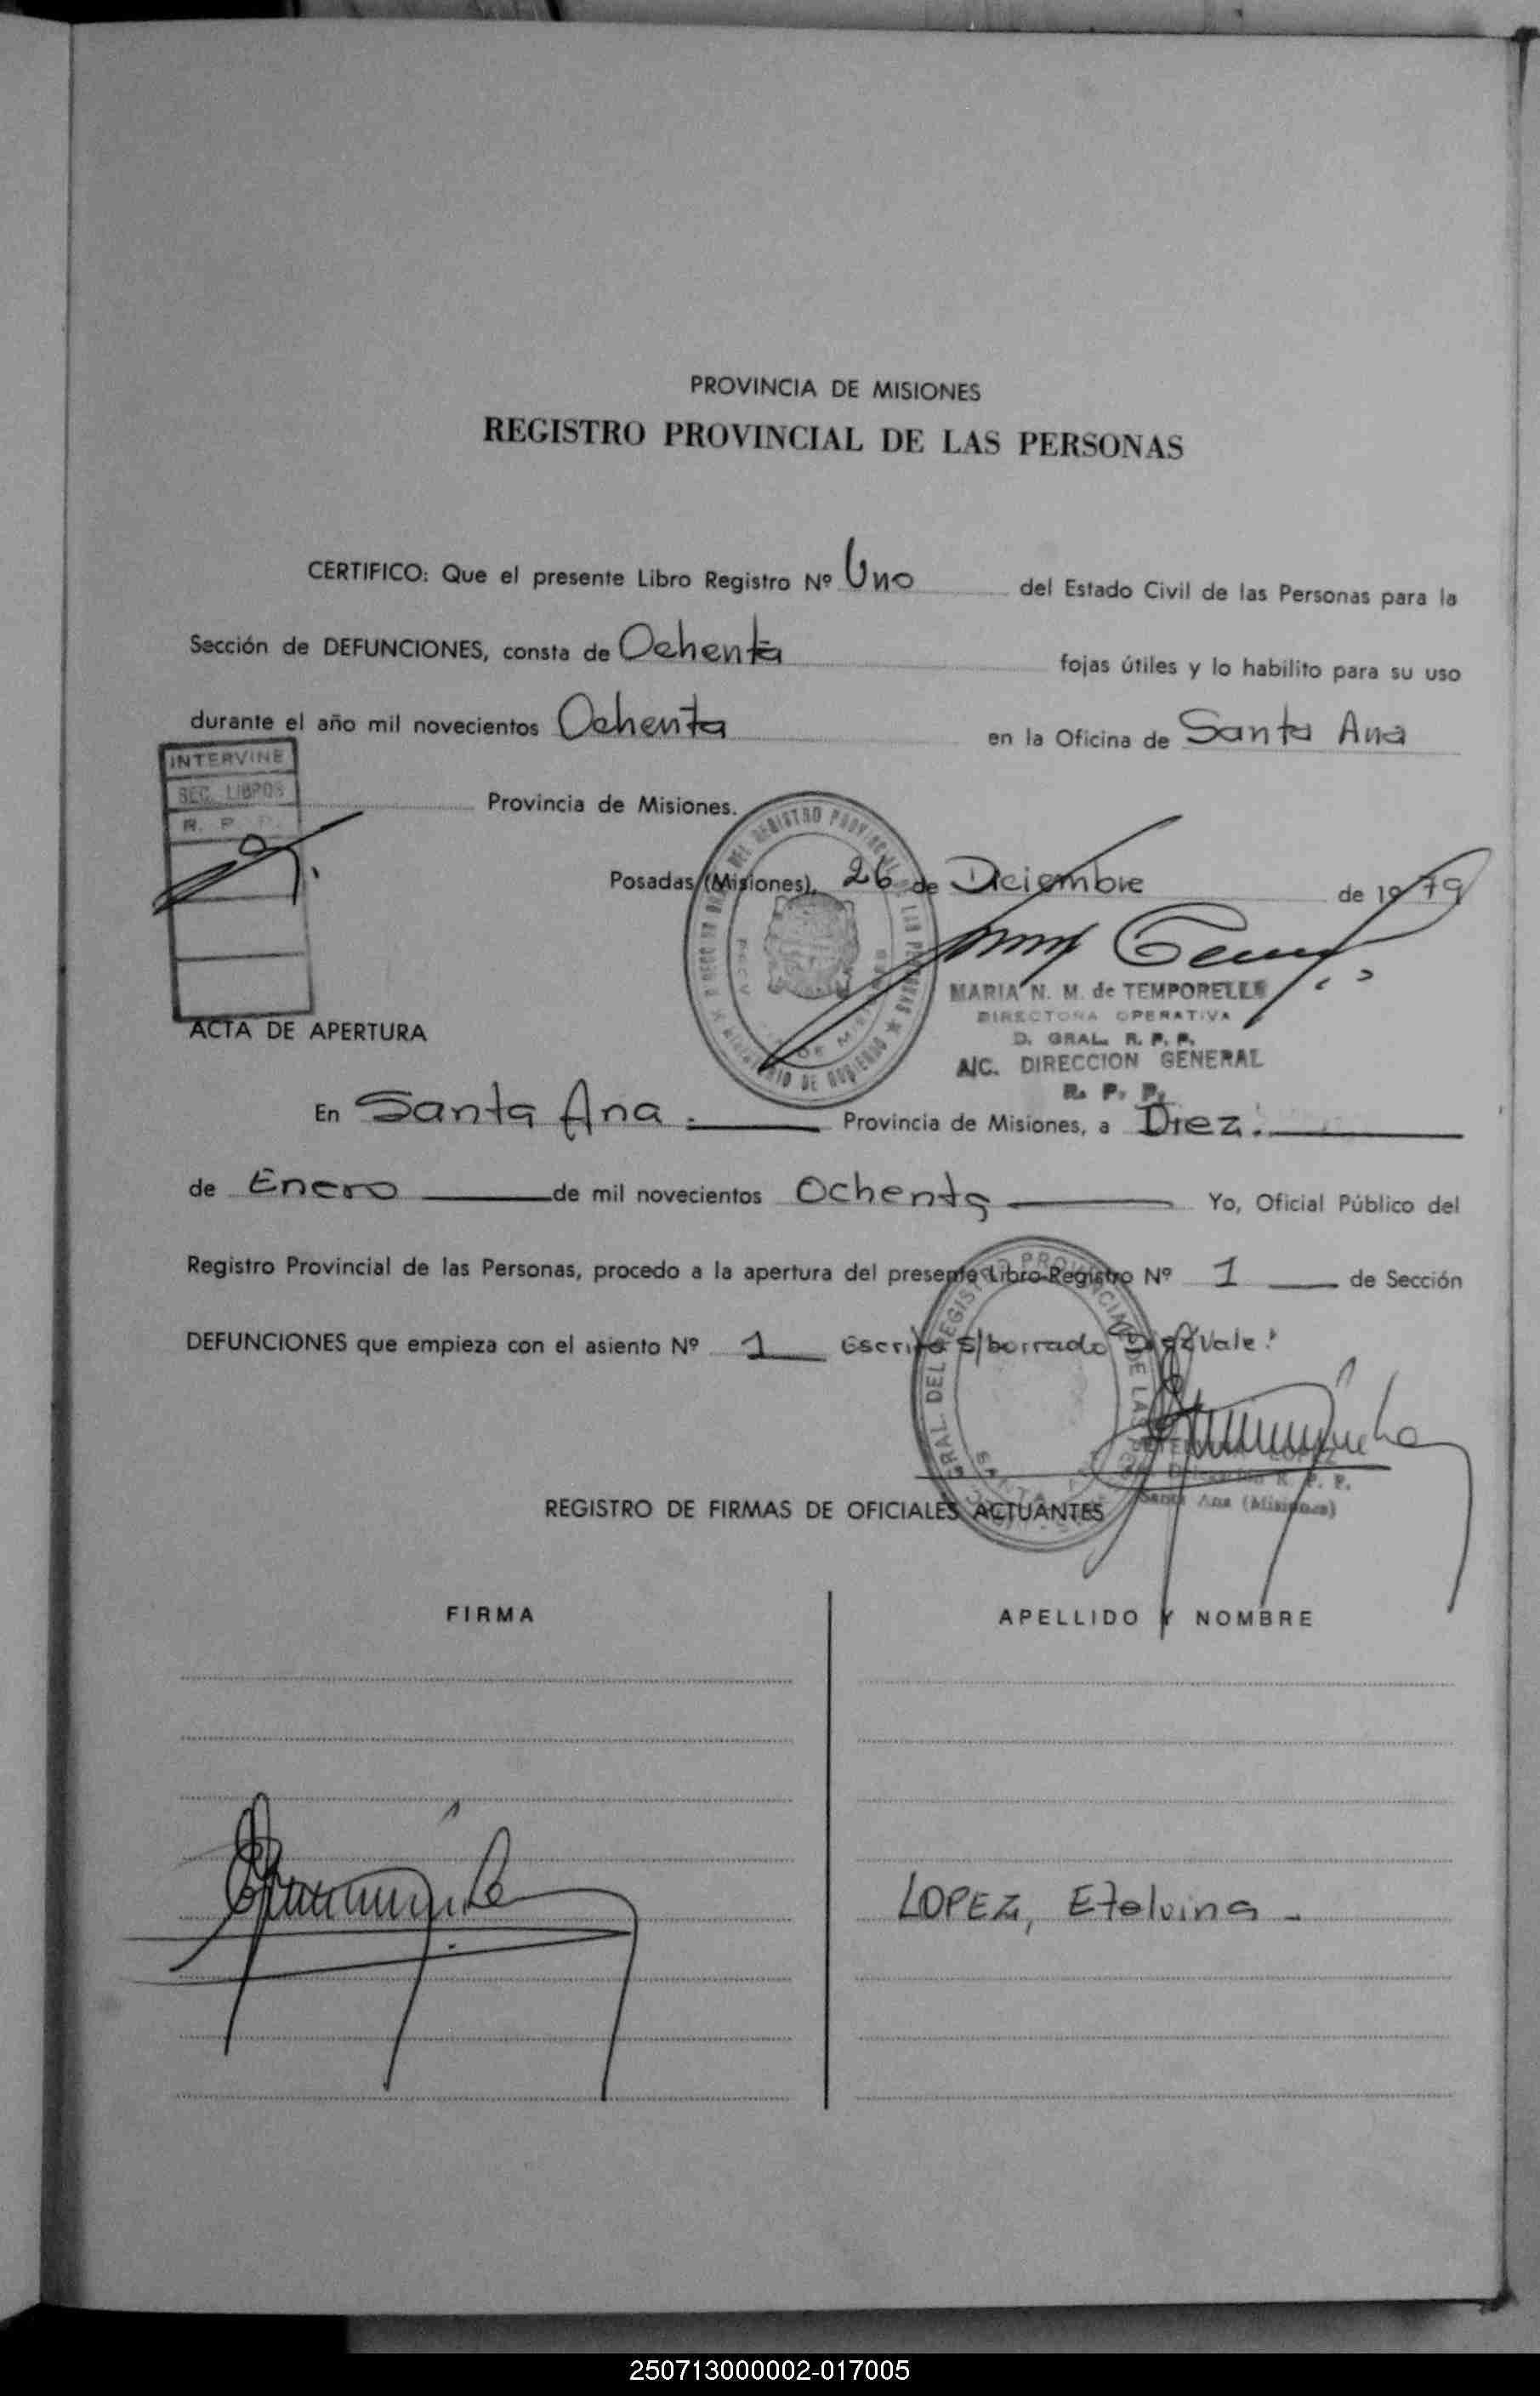 PROVINCIA DE MISIONES
REGISTRO PROVINCIAL DE LAS PERSONAS
CERTIFICO: Que el presente Libro Registro Nº Uno del Estado Civil de las Personas para la
Sección de DEFUNCIONES, consta de Ochenta fojas útiles y lo habilito para su uso
durante el año mil novecientos Ochenta en la Oficina de Santa Ana
INTERVINE
SEC. LIBROS
R. P. P.
Provincia de Misiones.
Posadas (Misiones), 26 de Diciembre de 1979
MARIA N. M. de TEMPORELLI
DIRECTORA OPERATIVA
D. GRAL. R. P. P.
A/C. DIRECCION GENERAL
R. P. P.
ACTA DE APERTURA
En Santa Ana. Provincia de Misiones, a Diez.
de Enero de mil novecientos Ochenta Yo, Oficial Público del
Registro Provincial de las Personas, procedo a la apertura del presente Libro-Registro Nº 1 de Sección
DEFUNCIONES que empieza con el asiento Nº 1 Escrito s/borrado Vale.
LOPEZ
R. P. P.
Santa Ana (Misiones)
REGISTRO DE FIRMAS DE OFICIALES ACTUANTES
FIRMA APELLIDO Y NOMBRE
LOPEZ, Etelvina.
250713000002-017005